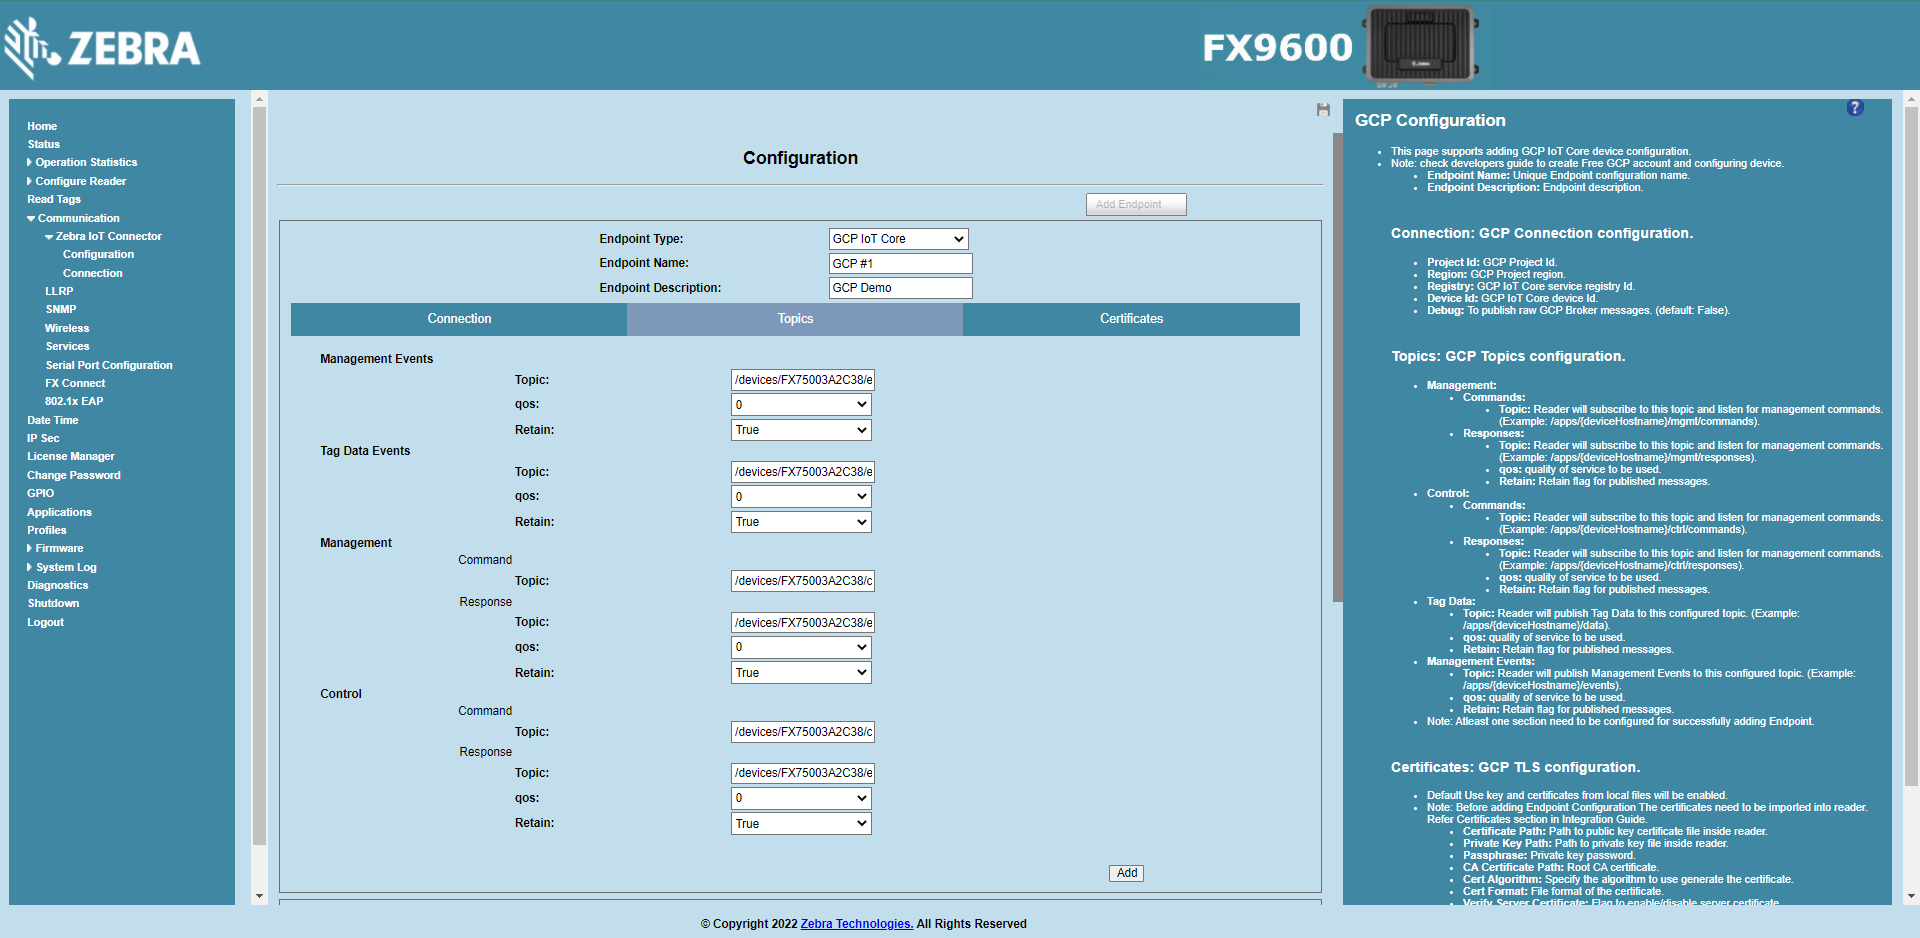 ZEBRA
FX9600
Home
Status
Operation Statistics
Configure Reader
Read Tags
Communication
Zebra IoT Connector
Configuration
Connection
LLRP
SNMP
Wireless
Services
Serial Port Configuration
FX Connect
802.1x EAP
Date Time
IP Sec
License Manager
Change Password
GPIO
Applications
Profiles
Firmware
System Log
Diagnostics
Shutdown
Logout
Configuration
Add Endpoint
Endpoint Type: GCP IoT Core
Endpoint Name: GCP #1
Endpoint Description: GCP Demo
Connection Topics Certificates
Management Events
Topic: /devices/FX75003A2C38/e
qos: 0
Retain: True
Tag Data Events
Topic: /devices/FX75003A2C38/e
qos: 0
Retain: True
Management
Command
Topic: /devices/FX75003A2C38/c
Response
Topic: /devices/FX75003A2C38/e
qos: 0
Retain: True
Control
Command
Topic: /devices/FX75003A2C38/c
Response
Topic: /devices/FX75003A2C38/e
qos: 0
Retain: True
Add
?
GCP Configuration
• This page supports adding GCP IoT Core device configuration.
• Note: check developers guide to create Free GCP account and configuring device.
• Endpoint Name: Unique Endpoint configuration name.
• Endpoint Description: Endpoint description.
Connection: GCP Connection configuration.
• Project Id: GCP Project Id.
• Region: GCP Project region.
• Registry: GCP IoT Core service registry Id.
• Device Id: GCP IoT Core device Id.
• Debug: To publish raw GCP Broker messages. (default: False).
Topics: GCP Topics configuration.
• Management:
• Commands:
• Topic: Reader will subscribe to this topic and listen for management commands.
(Example: /apps/{deviceHostname}/mgmt/commands).
• Responses:
• Topic: Reader will subscribe to this topic and listen for management commands.
(Example: /apps/{deviceHostname}/mgmt/responses).
• qos: quality of service to be used.
• Retain: Retain flag for published messages.
• Control:
• Commands:
• Topic: Reader will subscribe to this topic and listen for management commands.
(Example: /apps/{deviceHostname}/ctrl/commands).
• Responses:
• Topic: Reader will subscribe to this topic and listen for management commands.
(Example: /apps/{deviceHostname}/ctrl/responses).
• qos: quality of service to be used.
• Retain: Retain flag for published messages.
• Tag Data:
• Topic: Reader will publish Tag Data to this configured topic. (Example:
/apps/{deviceHostname}/data).
• qos: quality of service to be used.
• Retain: Retain flag for published messages.
• Management Events:
• Topic: Reader will publish Management Events to this configured topic. (Example:
/apps/{deviceHostname}/events).
• qos: quality of service to be used.
• Retain: Retain flag for published messages.
• Note: Atleast one section need to be configured for successfully adding Endpoint.
Certificates: GCP TLS configuration.
• Default Use key and certificates from local files will be enabled.
• Note: Before adding Endpoint Configuration The certificates need to be imported into reader.
Refer Certificates section in Integration Guide.
• Certificate Path: Path to public key certificate file inside reader.
• Private Key Path: Path to private key file inside reader.
• Passphrase: Private key password.
• CA Certificate Path: Root CA certificate.
• Cert Algorithm: Specify the algorithm to use generate the certificate.
• Cert Format: File format of the certificate.
• Verify Server Certificate: Flag to enable/disable server certificate
© Copyright 2022 Zebra Technologies. All Rights Reserved